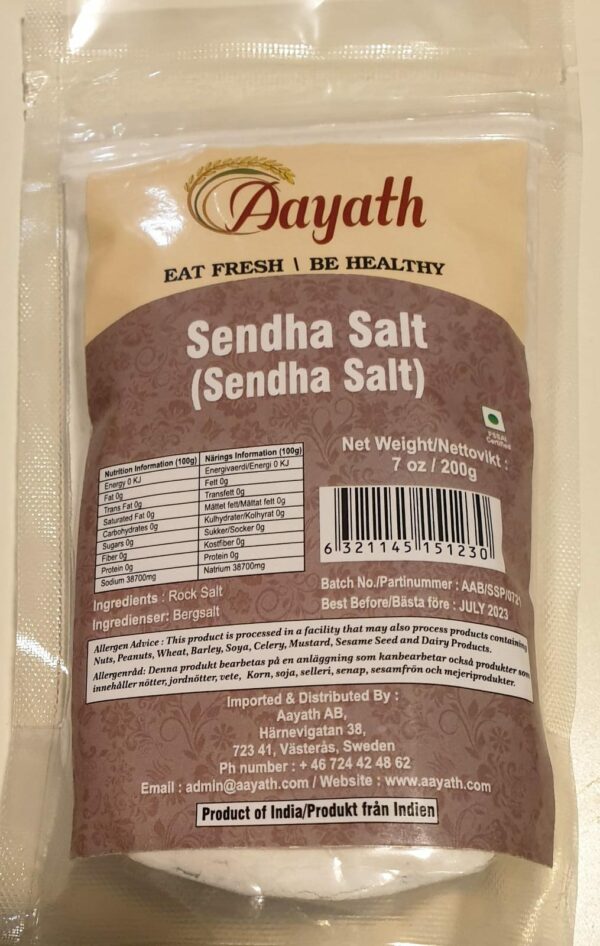 Aayath
EAT FRESH \ BE HEALTHY
Sendha Salt
(Sendha Salt)
FSSAI
Certified
Net Weight/Nettovikt :
7 oz / 200g
Nutrition Information (100g)
Energy 0 KJ
Fat 0g
Trans Fat 0g
Saturated Fat 0g
Carbohydrates 0g
Sugars 0g
Fiber 0g
Protein 0g
Sodium 38700mg
Närings Information (100g)
Energivaerdi/Energi 0 KJ
Fett 0g
Transfett 0g
Mättet fett/Mättat fett 0g
Kulhydrater/Kolhyrat 0g
Sukker/Socker 0g
Kostfiber 0g
Protein 0g
Natrium 38700mg
6 321145 151230
Batch No./Partinummer : AAB/SSP/0721
Best Before/Bästa före : JULY 2023
Ingredients : Rock Salt
Ingredienser: Bergsalt
Allergen Advice : This product is processed in a facility that may also process products containing
Nuts, Peanuts, Wheat, Barley, Soya, Celery, Mustard, Sesame Seed and Dairy Products.
Allergenråd: Denna produkt bearbetas på en anläggning som kanbearbetar också produkter som
innehåller nötter, jordnötter, vete, Korn, soja, selleri, senap, sesamfrön och mejeriprodukter.
Imported & Distributed By :
Aayath AB,
Härnevigatan 38,
723 41, Västerås, Sweden
Ph number : + 46 724 42 48 62
Email : admin@aayath.com / Website : www.aayath.com
Product of India/Produkt från Indien